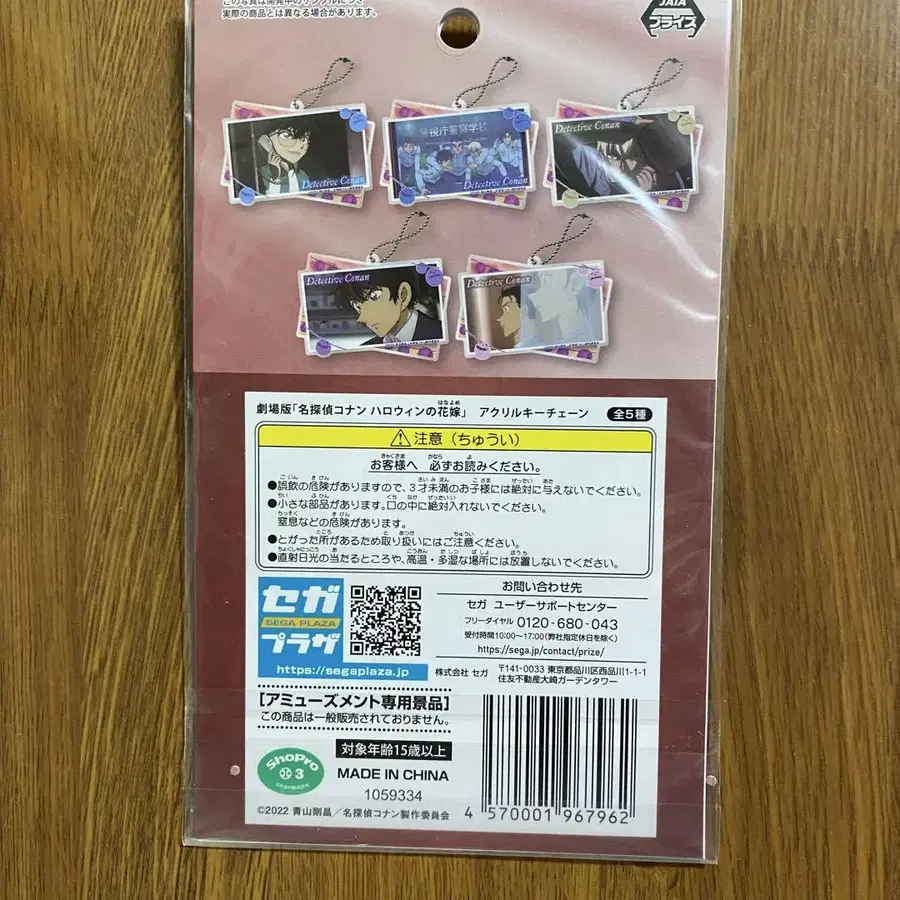 この写真は開発中のサンプルにつき
実際の商品とは異なる場合があります。
JAIA
プライズ
Detective Conan
警視庁警察学校
Detective Conan
Detective Conan
Detective Conan
Detective Conan
劇場版「名探偵コナン ハロウィンの花嫁」 アクリルキーチェーン 全5種
はなよめ
⚠注意（ちゅうい）
お客様へ 必ずお読みください。
●誤飲の危険がありますので、3才未満のお子様には絶対に与えないでください。
●小さな部品があります。口の中に絶対入れないでください。
窒息などの危険があります。
●とがった所があるため取り扱いにはご注意ください。
●直射日光の当たるところや、高温・多湿な場所には放置しないでください。
セガ
SEGA PLAZA
プラザ
https://segaplaza.jp
お問い合わせ先
セガ ユーザーサポートセンター
フリーダイヤル 0120-680-043
受付時間10:00～17:00(弊社指定休日を除く)
https://sega.jp/contact/prize/
株式会社 セガ 〒141-0033 東京都品川区西品川1-1-1
住友不動産大崎ガーデンタワー
[アミューズメント専用景品]
この商品は一般販売されておりません。
ShoPro
3
対象年齢15歳以上
MADE IN CHINA
1059334
©2022 青山剛昌／名探偵コナン製作委員会
4 570001 967962